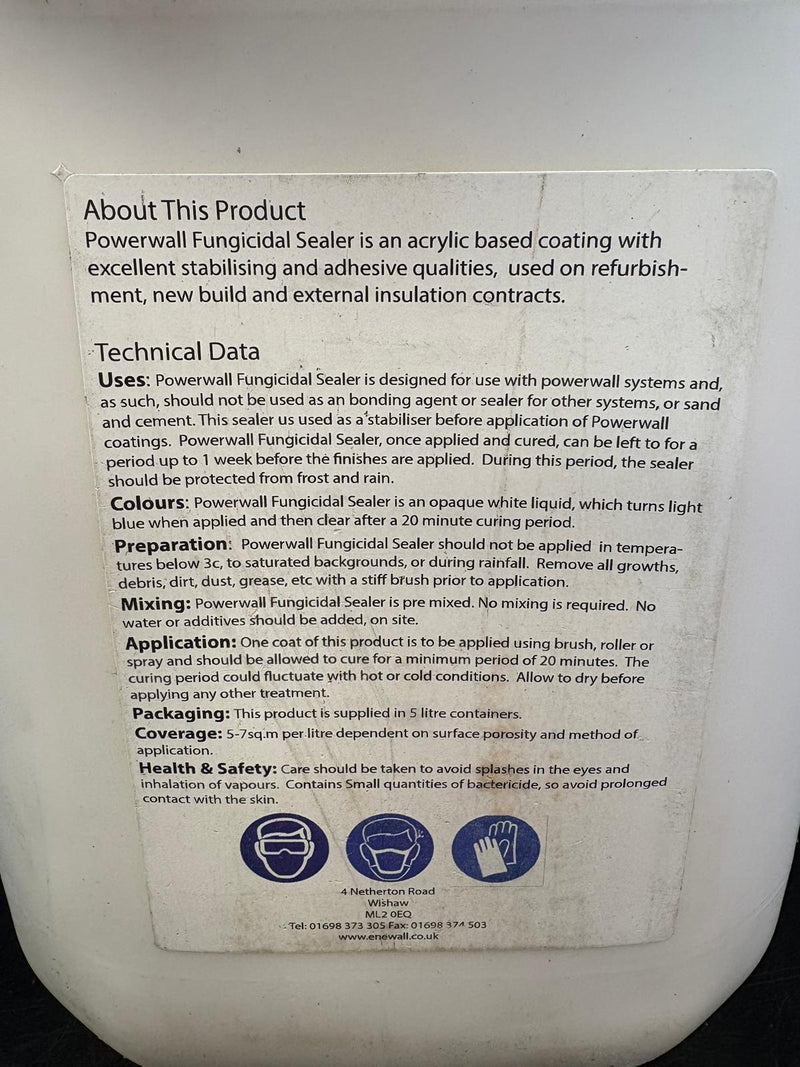 About This Product
Powerwall Fungicidal Sealer is an acrylic based coating with
excellent stabilising and adhesive qualities, used on refurbish-
ment, new build and external insulation contracts.
Technical Data
Uses: Powerwall Fungicidal Sealer is designed for use with powerwall systems and,
as such, should not be used as an bonding agent or sealer for other systems, or sand
and cement. This sealer us used as a stabiliser before application of Powerwall
coatings. Powerwall Fungicidal Sealer, once applied and cured, can be left to for a
period up to 1 week before the finishes are applied. During this period, the sealer
should be protected from frost and rain.
Colours: Powerwall Fungicidal Sealer is an opaque white liquid, which turns light
blue when applied and then clear after a 20 minute curing period.
Preparation: Powerwall Fungicidal Sealer should not be applied in tempera-
tures below 3c, to saturated backgrounds, or during rainfall. Remove all growths,
debris, dirt, dust, grease, etc with a stiff brush prior to application.
Mixing: Powerwall Fungicidal Sealer is pre mixed. No mixing is required. No
water or additives should be added, on site.
Application: One coat of this product is to be applied using brush, roller or
spray and should be allowed to cure for a minimum period of 20 minutes. The
curing period could fluctuate with hot or cold conditions. Allow to dry before
applying any other treatment.
Packaging: This product is supplied in 5 litre containers.
Coverage: 5-7sq.m per litre dependent on surface porosity and method of
application.
Health & Safety: Care should be taken to avoid splashes in the eyes and
inhalation of vapours. Contains Small quantities of bactericide, so avoid prolonged
contact with the skin.
4 Netherton Road
Wishaw
ML2 0EQ
Tel: 01698 373 305 Fax: 01698 374 503
www.enewall.co.uk